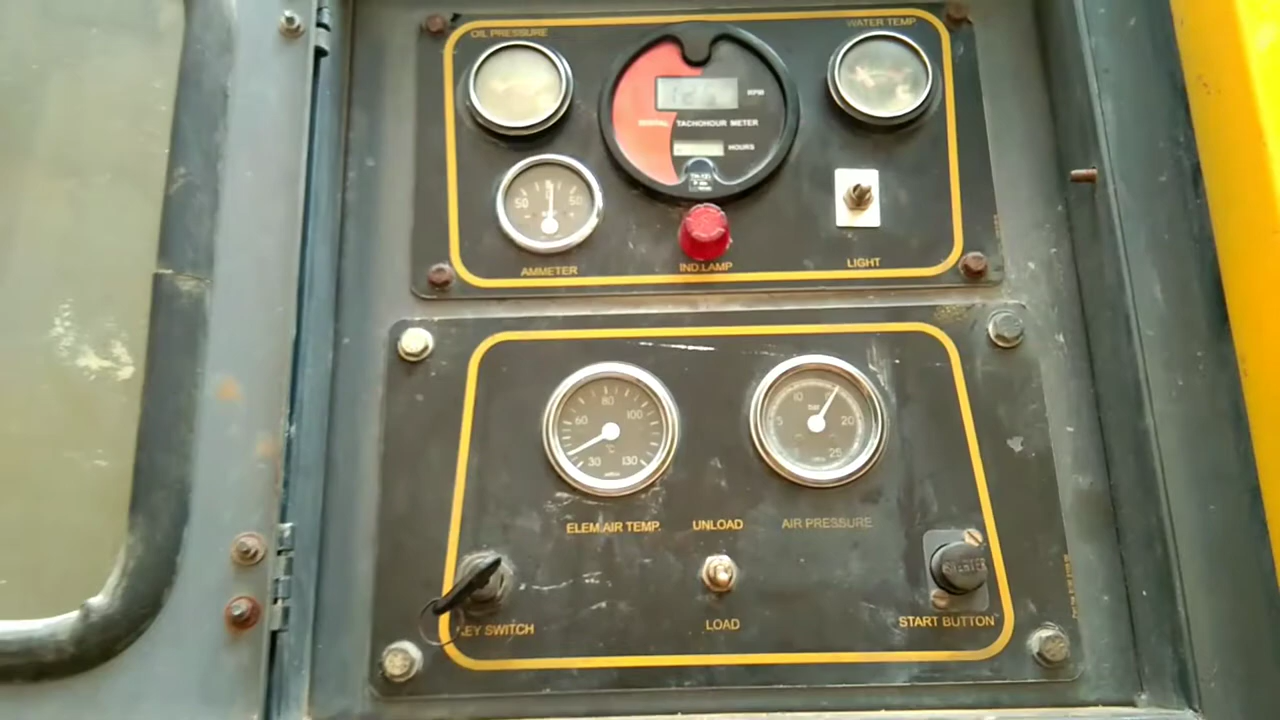 OIL PRESSURE
WATER TEMP
RPM
DIGITAL TACHOHOUR METER
HOURS
50 0 50
AMMETER
IND.LAMP
LIGHT
30 60 80 100 130
°C
5 10 20 25
bar
ELEM.AIR TEMP.
UNLOAD
AIR PRESSURE
KEY SWITCH
LOAD
START BUTTON